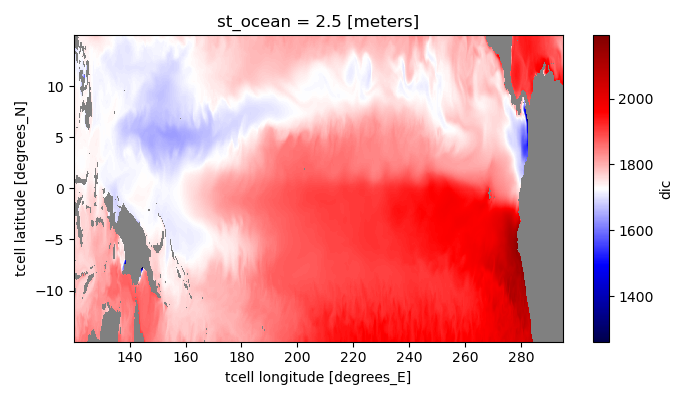 st_ocean = 2.5 [meters]
10
5
0
−5
−10
tcell latitude [degrees_N]
140 160 180 200 220 240 260 280
tcell longitude [degrees_E]
2000
1800
1600
1400
dic